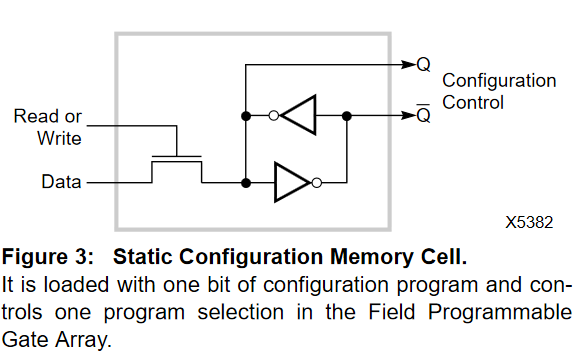 Q
Configuration
Q̅
Control
Read or
Write
Data
X5382
Figure 3: Static Configuration Memory Cell.
It is loaded with one bit of configuration program and con-
trols one program selection in the Field Programmable
Gate Array.